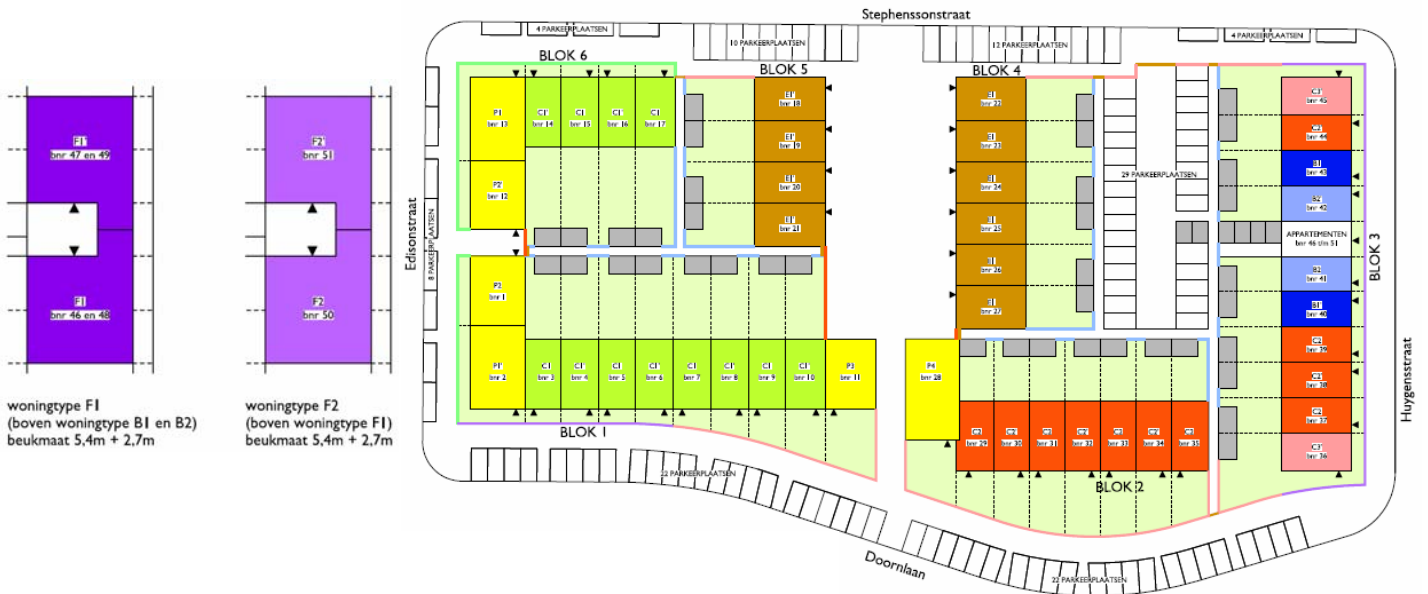 Stephenssonstraat
4 PARKEERPLAATSEN
10 PARKEERPLAATSEN
12 PARKEERPLAATSEN
4 PARKEERPLAATSEN
BLOK 6
BLOK 5
BLOK 4
F1'
bnr 47 en 49
F1
bnr 46 en 48
woningtype F1
(boven woningtype B1 en B2)
beukmaat 5,4m + 2,7m
F2'
bnr 51
F2
bnr 50
woningtype F2
(boven woningtype F1)
beukmaat 5,4m + 2,7m
Edisonstraat
8 PARKEERPLAATSEN
P1
bnr 13
C1'
bnr 14
C1
bnr 15
C1'
bnr 16
C1
bnr 17
P2'
bnr 12
E1'
bnr 18
E1'
bnr 19
E1'
bnr 20
E1'
bnr 21
E1
bnr 22
E1
bnr 23
E1
bnr 24
E1
bnr 25
E1
bnr 26
E1
bnr 27
29 PARKEERPLAATSEN
C3'
bnr 45
C2
bnr 44
B1
bnr 43
B2'
bnr 42
APPARTEMENTEN
bnr 46 t/m 51
B2
bnr 41
B1'
bnr 40
C2
bnr 39
C2'
bnr 38
C2
bnr 37
C3'
bnr 36
BLOK 3
Huygensstraat
P2
bnr 1
P1'
bnr 2
C1
bnr 3
C1'
bnr 4
C1
bnr 5
C1'
bnr 6
C1
bnr 7
C1'
bnr 8
C1
bnr 9
C1'
bnr 10
P3
bnr 11
BLOK 1
P4
bnr 28
C2
bnr 29
C2'
bnr 30
C2
bnr 31
C2'
bnr 32
C2
bnr 33
C2'
bnr 34
C2
bnr 35
BLOK 2
22 PARKEERPLAATSEN
Doornlaan
22 PARKEERPLAATSEN